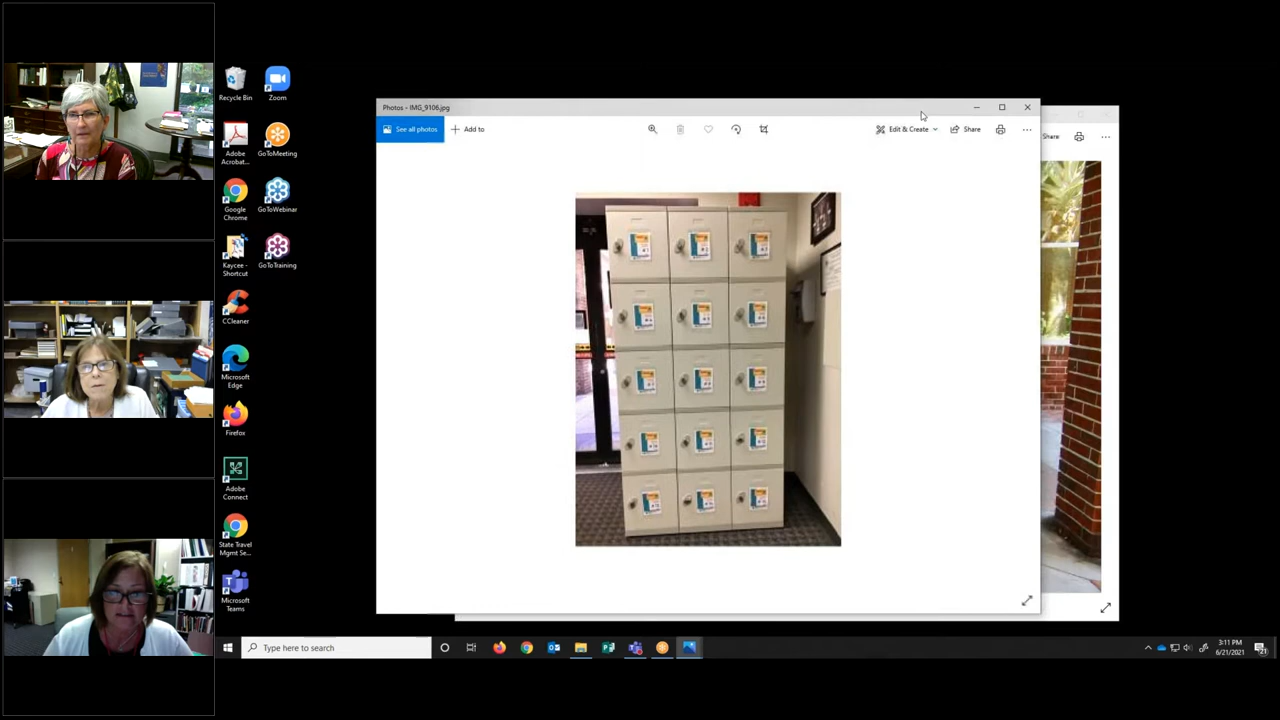 Recycle Bin
Zoom
Adobe Acrobat...
GoToMeeting
Google Chrome
GoToWebinar
Kaycee - Shortcut
GoToTraining
CCleaner
Microsoft Edge
Firefox
Adobe Connect
State Travel Mgmt Se...
Microsoft Teams
Photos - IMG_9106.jpg
See all photos
Add to
Edit & Create
Share
Share
Type here to search
3:11 PM
6/21/2021
21